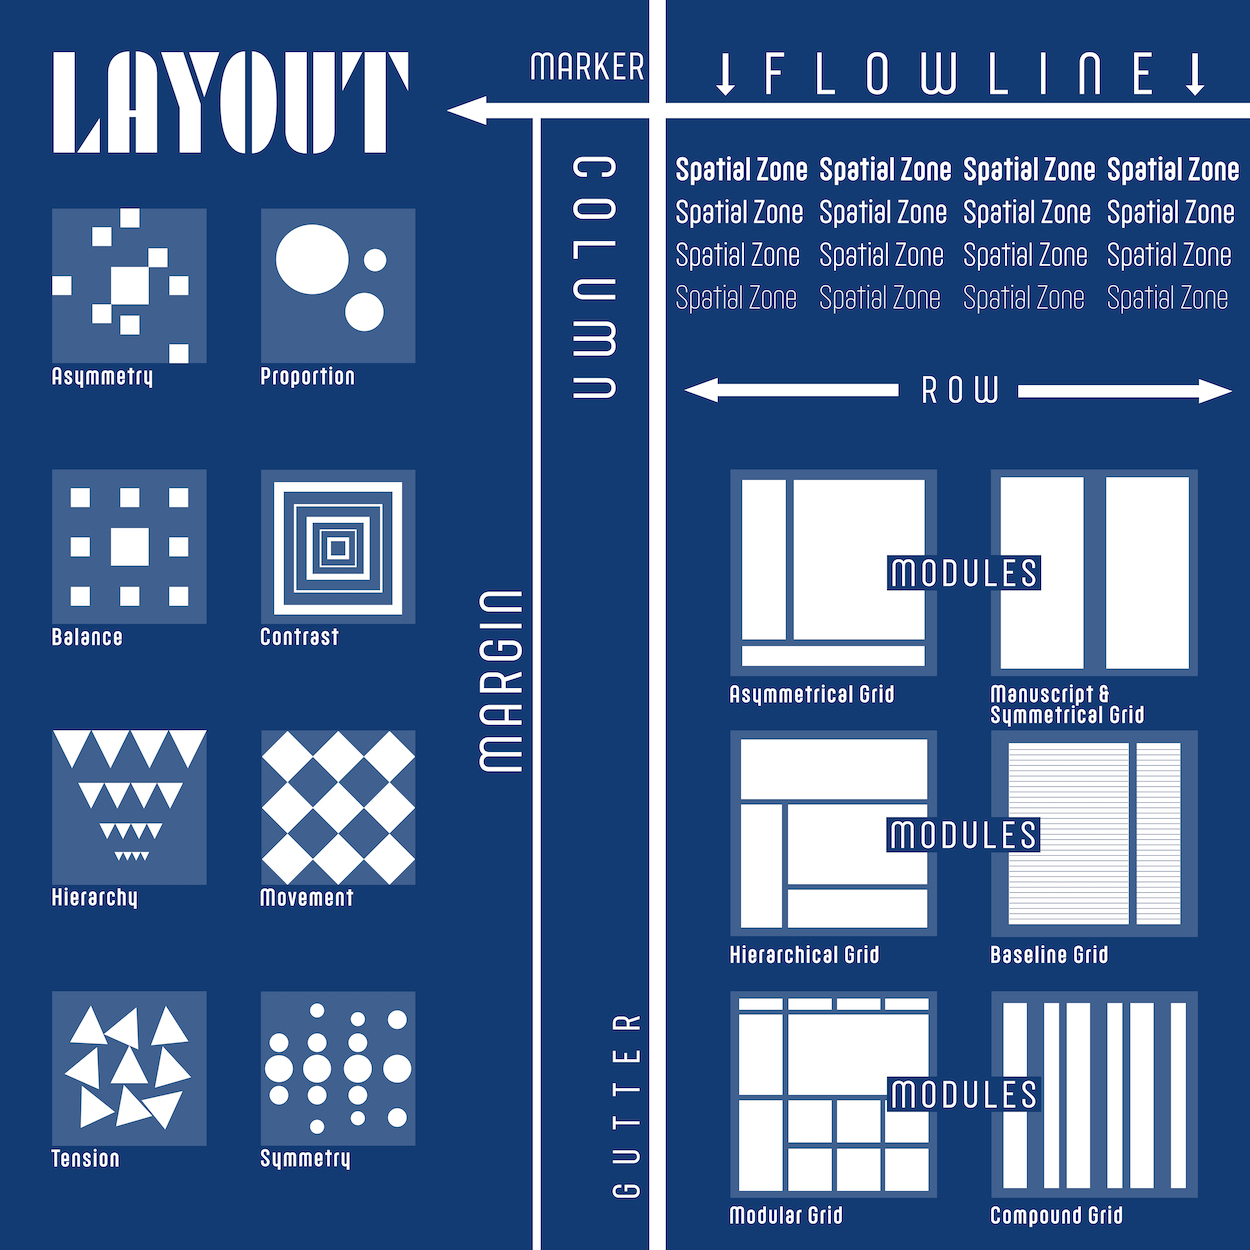 LAYOUT
MARKER
FLOWLINE
COLUMN
Spatial Zone Spatial Zone Spatial Zone Spatial Zone
Spatial Zone Spatial Zone Spatial Zone Spatial Zone
Spatial Zone Spatial Zone Spatial Zone Spatial Zone
Spatial Zone Spatial Zone Spatial Zone Spatial Zone
ROW
Asymmetry
Proportion
Balance
Contrast
MARGIN
Hierarchy
Movement
GUTTER
Tension
Symmetry
MODULES
Asymmetrical Grid
Manuscript &
Symmetrical Grid
MODULES
Hierarchical Grid
Baseline Grid
MODULES
Modular Grid
Compound Grid